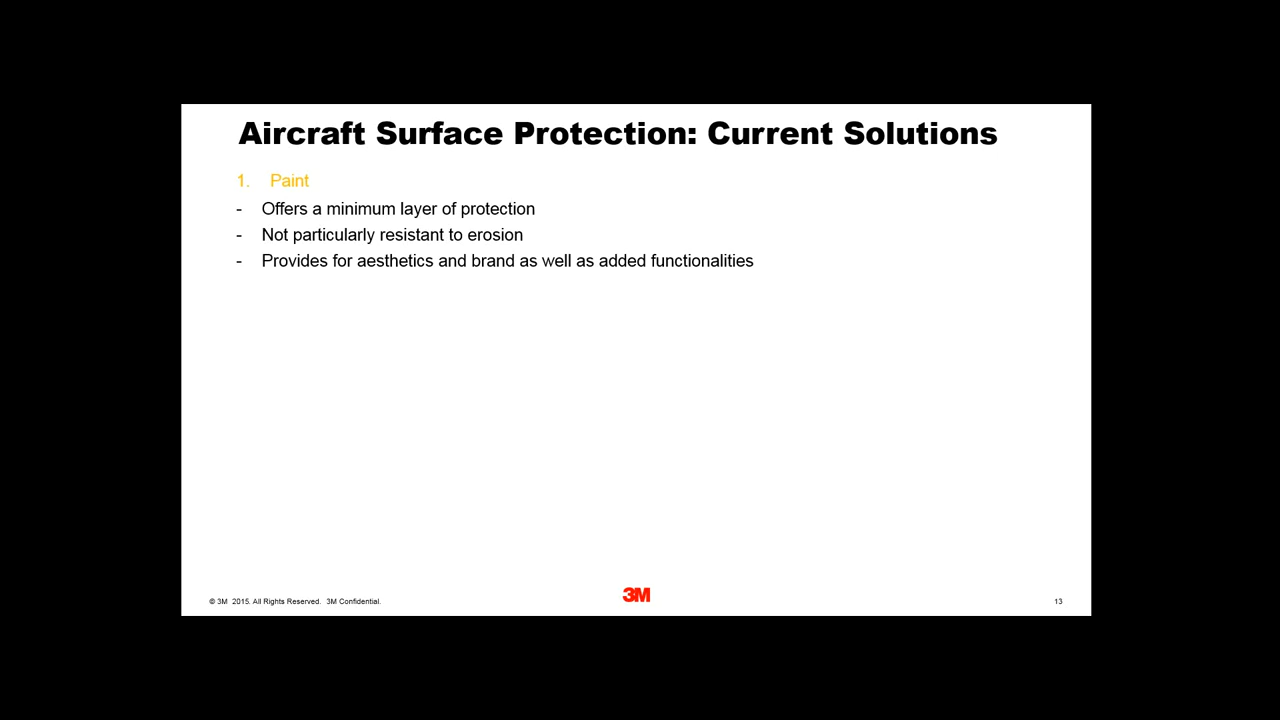 Aircraft Surface Protection: Current Solutions
1. Paint
- Offers a minimum layer of protection
- Not particularly resistant to erosion
- Provides for aesthetics and brand as well as added functionalities
© 3M 2015. All Rights Reserved. 3M Confidential.
3M
13